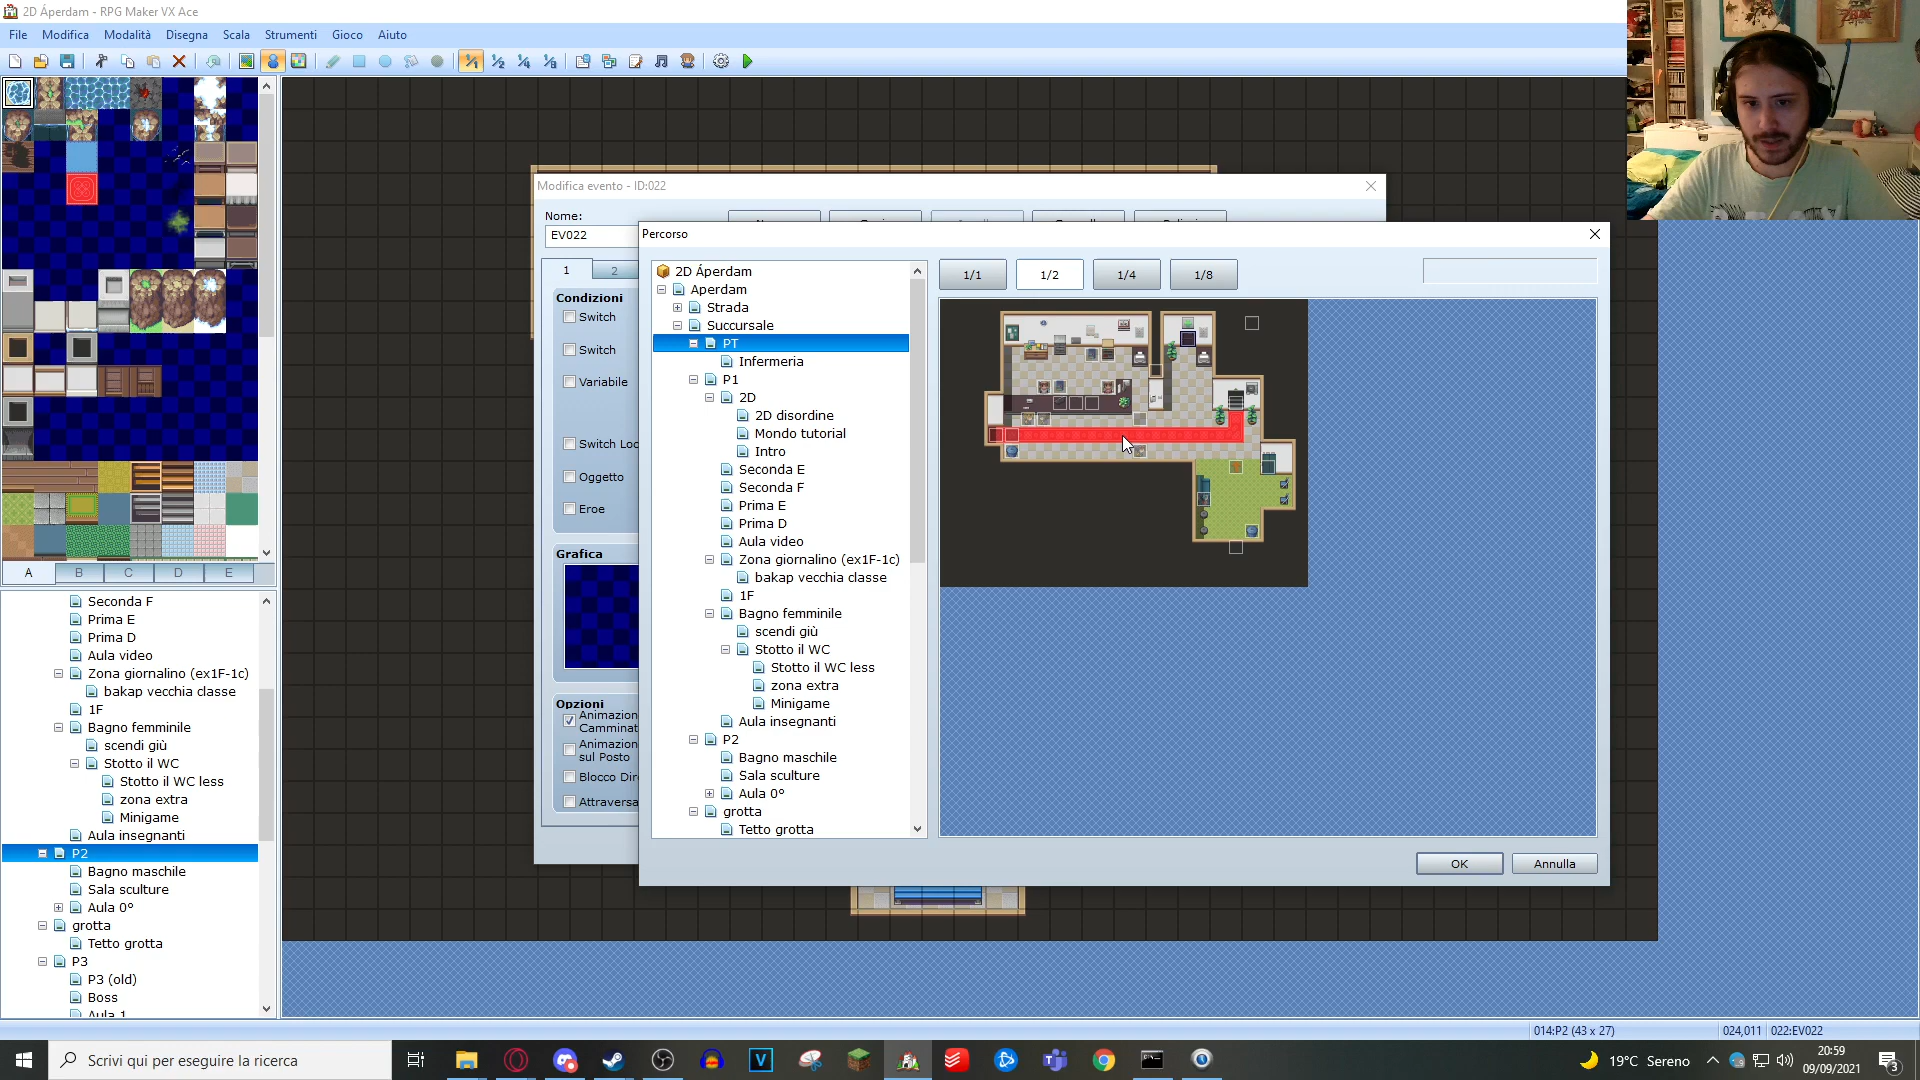 2D Áperdam - RPG Maker VX Ace
File Modifica Modalità Disegna Scala Strumenti Gioco Aiuto
A B C D E
Seconda F
Prima E
Prima D
Aula video
Zona giornalino (ex1F-1c)
bakap vecchia classe
1F
Bagno femminile
scendi giù
Stotto il WC
Stotto il WC less
zona extra
Minigame
Aula insegnanti
P2
Bagno maschile
Sala sculture
Aula 0°
grotta
Tetto grotta
P3
P3 (old)
Boss
Aula 1
Modifica evento - ID:022
Nome:
EV022
1 2
Condizioni
Switch
Switch
Variabile
Switch Loc
Oggetto
Eroe
Grafica
Opzioni
Animazion
Camminat
Animazion
sul Posto
Blocco Dir
Attraversa
Percorso
2D Áperdam
Aperdam
Strada
Succursale
PT
Infermeria
P1
2D
2D disordine
Mondo tutorial
Intro
Seconda E
Seconda F
Prima E
Prima D
Aula video
Zona giornalino (ex1F-1c)
bakap vecchia classe
1F
Bagno femminile
scendi giù
Stotto il WC
Stotto il WC less
zona extra
Minigame
Aula insegnanti
P2
Bagno maschile
Sala sculture
Aula 0°
grotta
Tetto grotta
1/1 1/2 1/4 1/8
OK Annulla
014:P2 (43 x 27) 024,011 022:EV022
Scrivi qui per eseguire la ricerca
19°C Sereno
20:59
09/09/2021
3